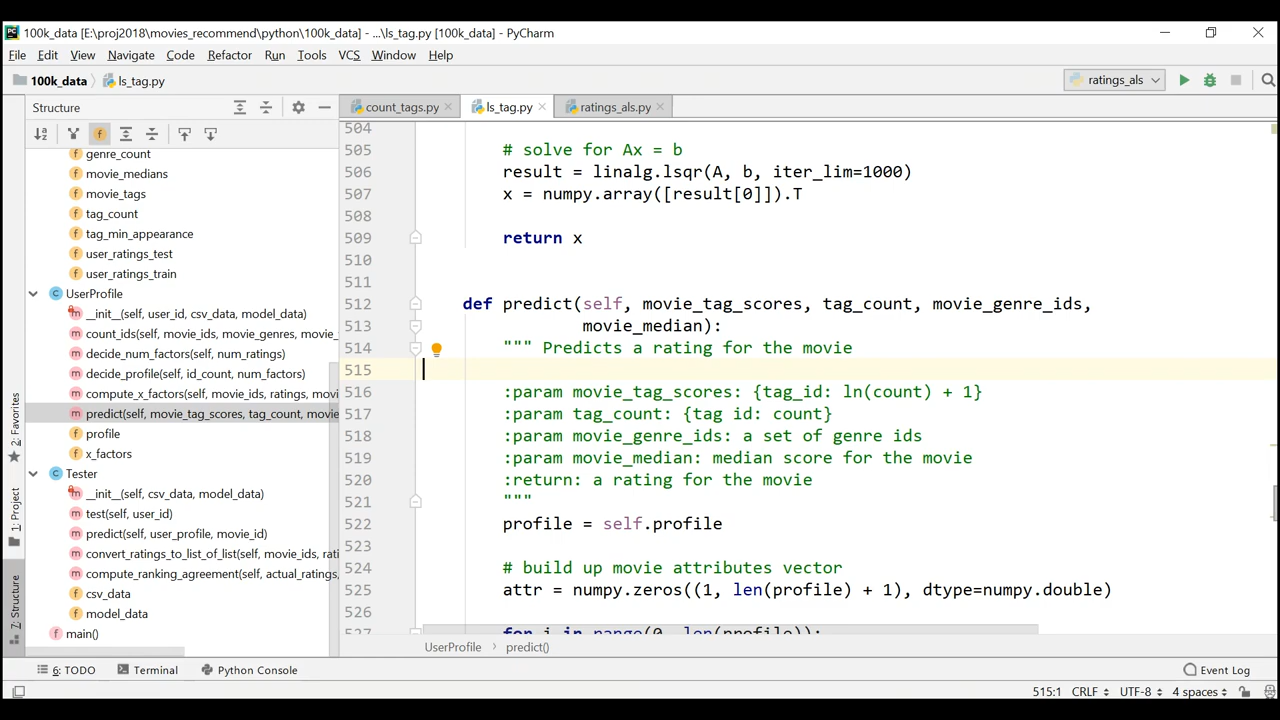 100k_data [E:\proj2018\movies_recommend\python\100k_data] - ...\ls_tag.py [100k_data] - PyCharm
File Edit View Navigate Code Refactor Run Tools VCS Window Help
100k_data ls_tag.py ratings_als
Structure
count_tags.py ls_tag.py ratings_als.py
genre_count
movie_medians
movie_tags
tag_count
tag_min_appearance
user_ratings_test
user_ratings_train
UserProfile
__init__(self, user_id, csv_data, model_data)
count_ids(self, movie_ids, movie_genres, movie_
decide_num_factors(self, num_ratings)
decide_profile(self, id_count, num_factors)
compute_x_factors(self, movie_ids, ratings, movi
predict(self, movie_tag_scores, tag_count, movie
profile
x_factors
Tester
__init__(self, csv_data, model_data)
test(self, user_id)
predict(self, user_profile, movie_id)
convert_ratings_to_list_of_list(self, movie_ids, rati
compute_ranking_agreement(self, actual_ratings,
csv_data
model_data
main()
504
505 # solve for Ax = b
506 result = linalg.lsqr(A, b, iter_lim=1000)
507 x = numpy.array([result[0]]).T
508
509 return x
510
511
512 def predict(self, movie_tag_scores, tag_count, movie_genre_ids,
513 movie_median):
514 """ Predicts a rating for the movie
515
516 :param movie_tag_scores: {tag_id: ln(count) + 1}
517 :param tag_count: {tag id: count}
518 :param movie_genre_ids: a set of genre ids
519 :param movie_median: median score for the movie
520 :return: a rating for the movie
521 """
522 profile = self.profile
523
524 # build up movie attributes vector
525 attr = numpy.zeros((1, len(profile) + 1), dtype=numpy.double)
526
527 for i in range(0, len(profile)):
UserProfile predict()
1: Project
2: Favorites
7: Structure
6: TODO Terminal Python Console Event Log
515:1 CRLF UTF-8 4 spaces